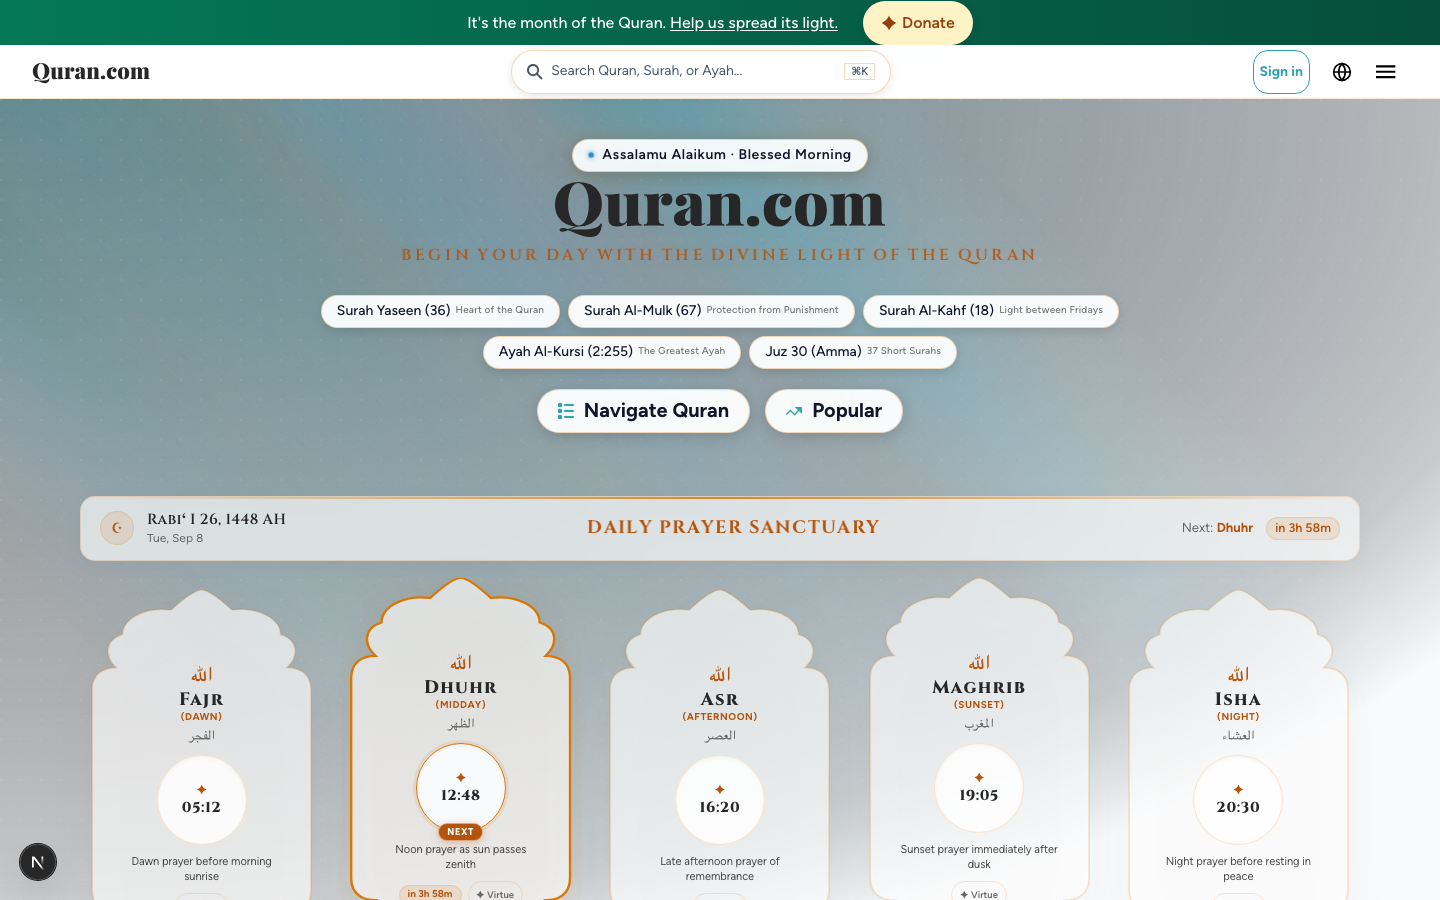 It's the month of the Quran. Help us spread its light.
✦ Donate
Quran.com
Search Quran, Surah, or Ayah...
⌘K
Sign in
Assalamu Alaikum · Blessed Morning
Quran.com
BEGIN YOUR DAY WITH THE DIVINE LIGHT OF THE QURAN
Surah Yaseen (36) Heart of the Quran
Surah Al-Mulk (67) Protection from Punishment
Surah Al-Kahf (18) Light between Fridays
Ayah Al-Kursi (2:255) The Greatest Ayah
Juz 30 (Amma) 37 Short Surahs
Navigate Quran
Popular
Rabiʻ I 26, 1448 AH
Tue, Sep 8
DAILY PRAYER SANCTUARY
Next: Dhuhr
in 3h 58m
الله
Fajr
(DAWN)
الفجر
✦
05:12
Dawn prayer before morning
sunrise
الله
Dhuhr
(MIDDAY)
الظهر
✦
12:48
NEXT
Noon prayer as sun passes
zenith
in 3h 58m
✦ Virtue
الله
Asr
(AFTERNOON)
العصر
✦
16:20
Late afternoon prayer of
remembrance
الله
Maghrib
(SUNSET)
المغرب
✦
19:05
Sunset prayer immediately after
dusk
✦ Virtue
الله
Isha
(NIGHT)
العشاء
✦
20:30
Night prayer before resting in
peace
N